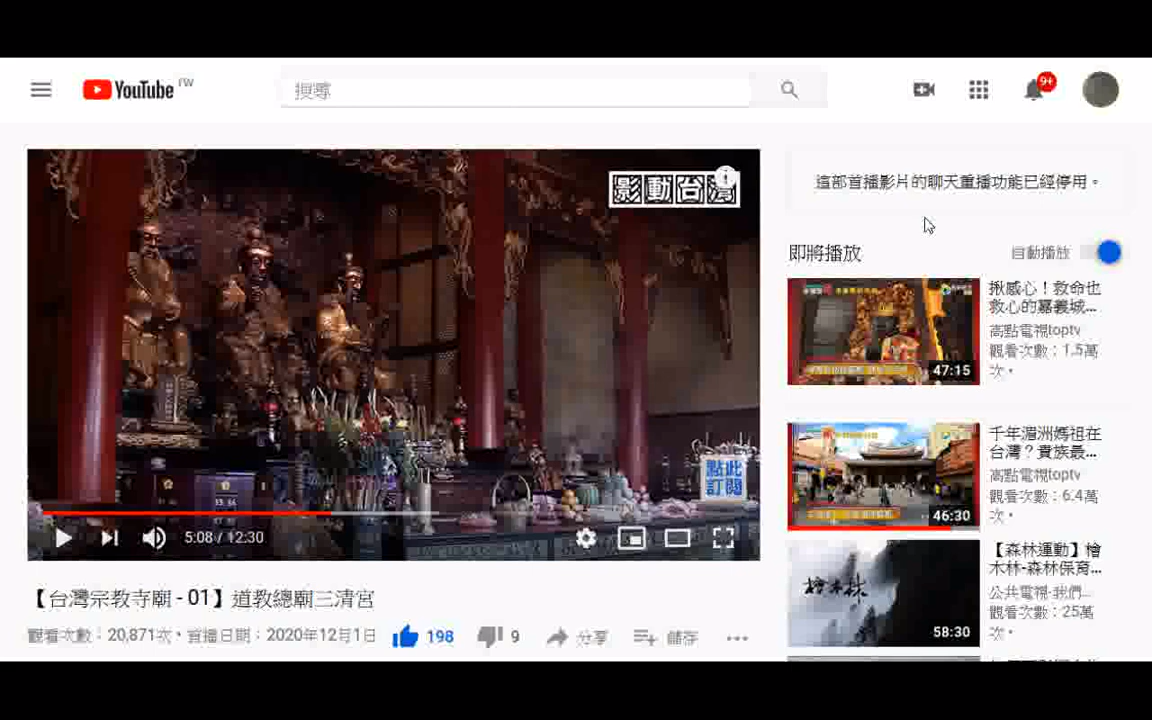 YouTube TW
搜尋
9+
影動台灣
這部首播影片的聊天重播功能已經停用。
即將播放
自動播放
揪感心！救命也
救心的嘉義城...
高點電視toptv
觀看次數：1.5萬
次・
47:15
千年湄洲媽祖在
台灣？貴族最...
高點電視toptv
觀看次數：6.4萬
次・
46:30
點此
訂閱
5:08 / 12:30
【森林運動】檜
木林-森林保育...
公共電視-我們...
觀看次數：25萬
次・
檜木林
58:30
【台灣宗教寺廟 - 01】道教總廟三清宮
觀看次數：20,871次・首播日期：2020年12月1日
198
9
分享
儲存